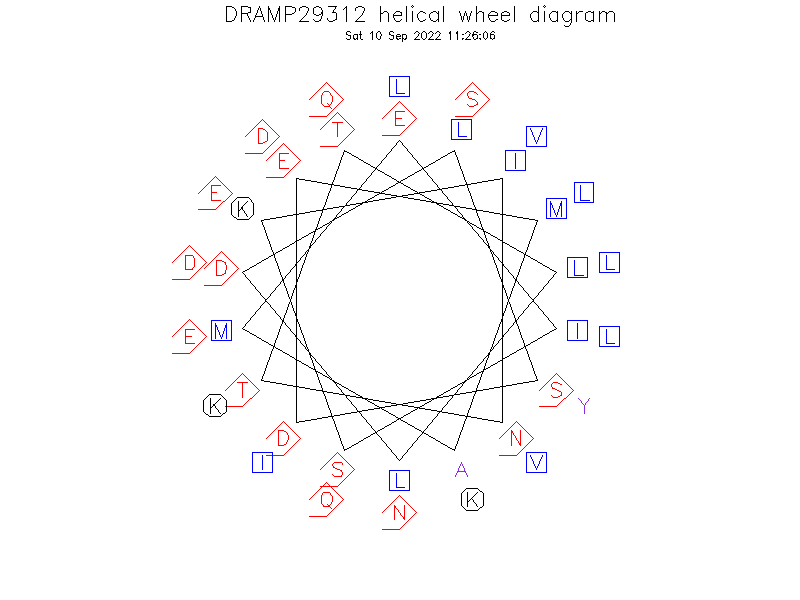 DRAMP29312 helical wheel diagram
Sat 10 Sep 2022 11:26:06
L
Q S
E
T L
D V
E I
E L
K M
D L
D L
M I
E L
T S
K Y
D N
I V
S A
L
Q K
N